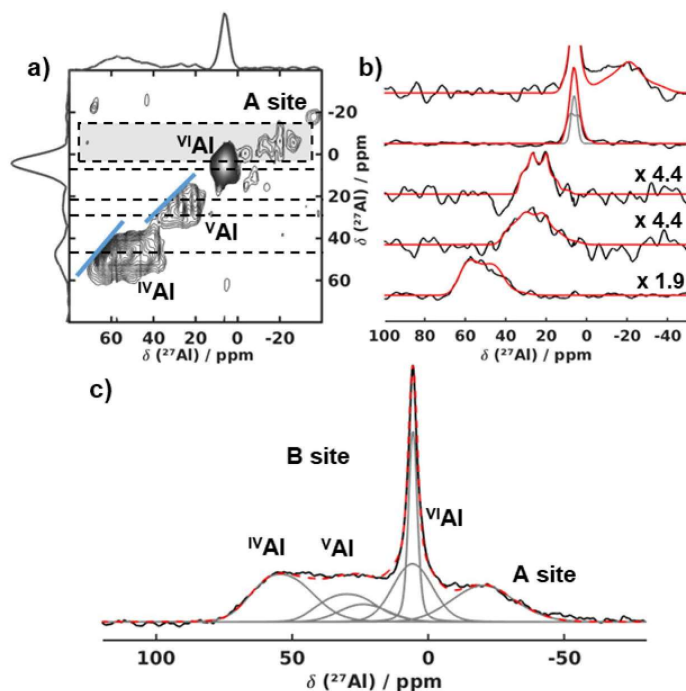 a)
A site
VIAl
VAl
IVAl
-20
0
20
40
60
δ (27Al) / ppm
60 40 20 0 -20
δ (27Al) / ppm
b)
x 4.4
x 4.4
x 1.9
100 80 60 40 20 0 -20 -40
δ (27Al) / ppm
c)
B site
IVAl
VAl
VIAl
A site
100 50 0 -50
δ (27Al) / ppm